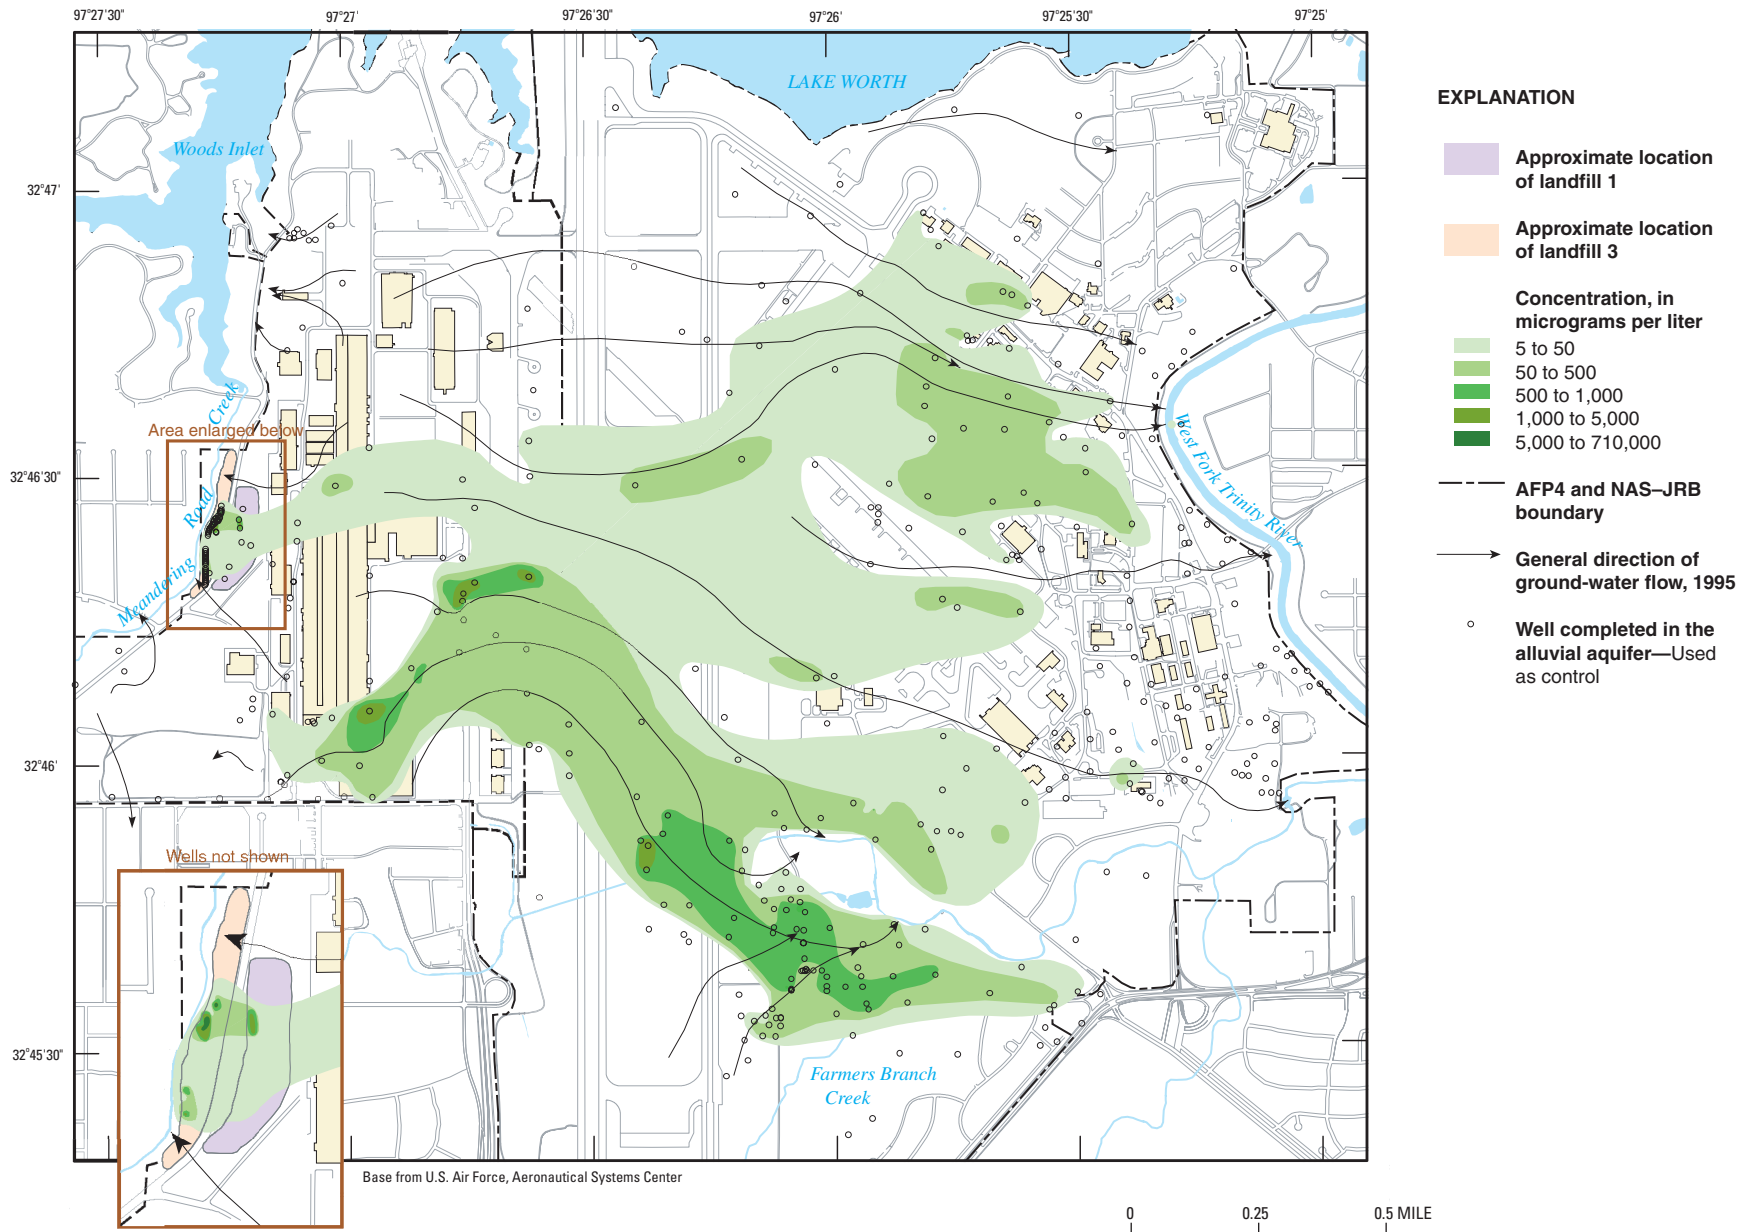 97°27'30"
97°27'
97°26'30"
97°26'
97°25'30"
97°25'
LAKE WORTH
Woods Inlet
32°47'
Creek
Area enlarged below
32°46'30"
Road
Meandering
West Fork Trinity River
32°46'
Wells not shown
32°45'30"
Farmers Branch
Creek
Base from U.S. Air Force, Aeronautical Systems Center
0
0.25
0.5 MILE
EXPLANATION
Approximate location
of landfill 1
Approximate location
of landfill 3
Concentration, in
micrograms per liter
5 to 50
50 to 500
500 to 1,000
1,000 to 5,000
5,000 to 710,000
AFP4 and NAS–JRB
boundary
General direction of
ground-water flow, 1995
Well completed in the
alluvial aquifer—Used
as control